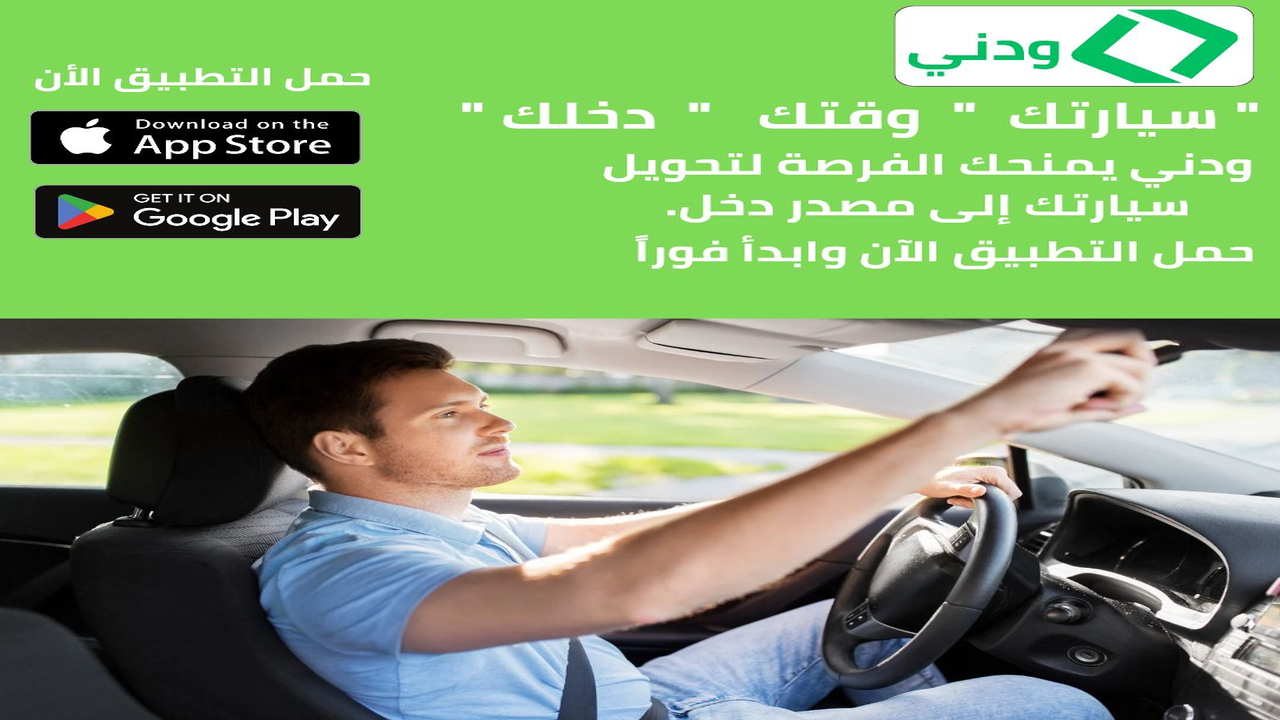 ودني
" سيارتك " وقتك " دخلك "
ودني يمنحك الفرصة لتحويل
سيارتك إلى مصدر دخل.
حمل التطبيق الآن وابدأ فوراً
حمل التطبيق الأن
Download on the
App Store
GET IT ON
Google Play